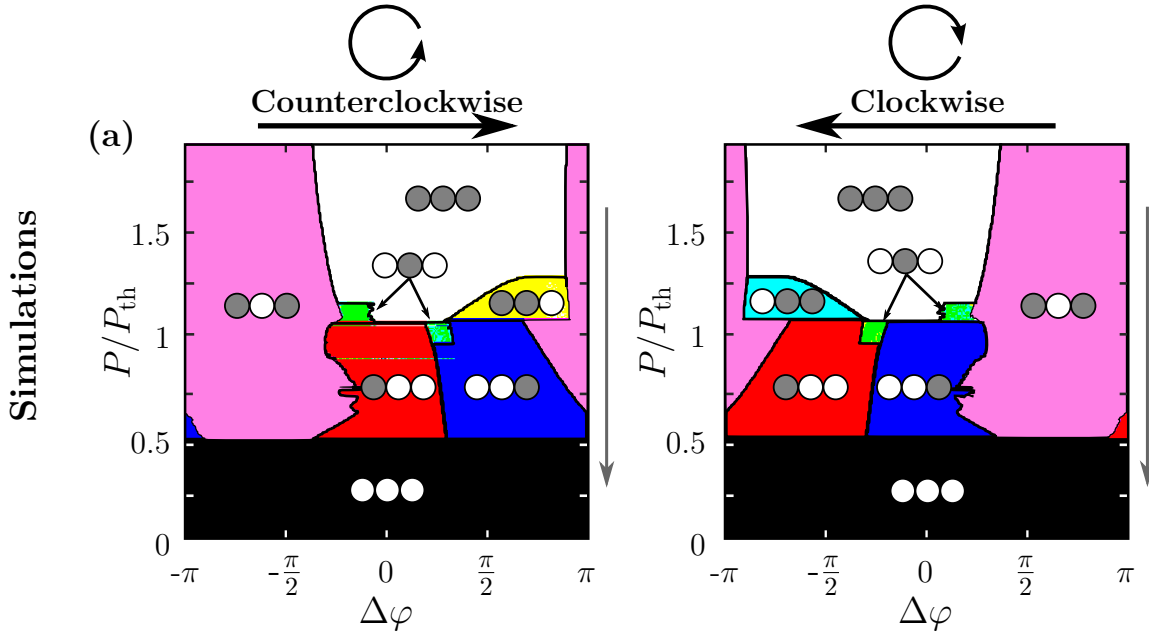 Counterclockwise
Clockwise
(a)
Simulations
P/P_th
1.5
1
0.5
0
-π
-π/2
0
π/2
π
Δφ
P/P_th
1.5
1
0.5
0
-π
-π/2
0
π/2
π
Δφ